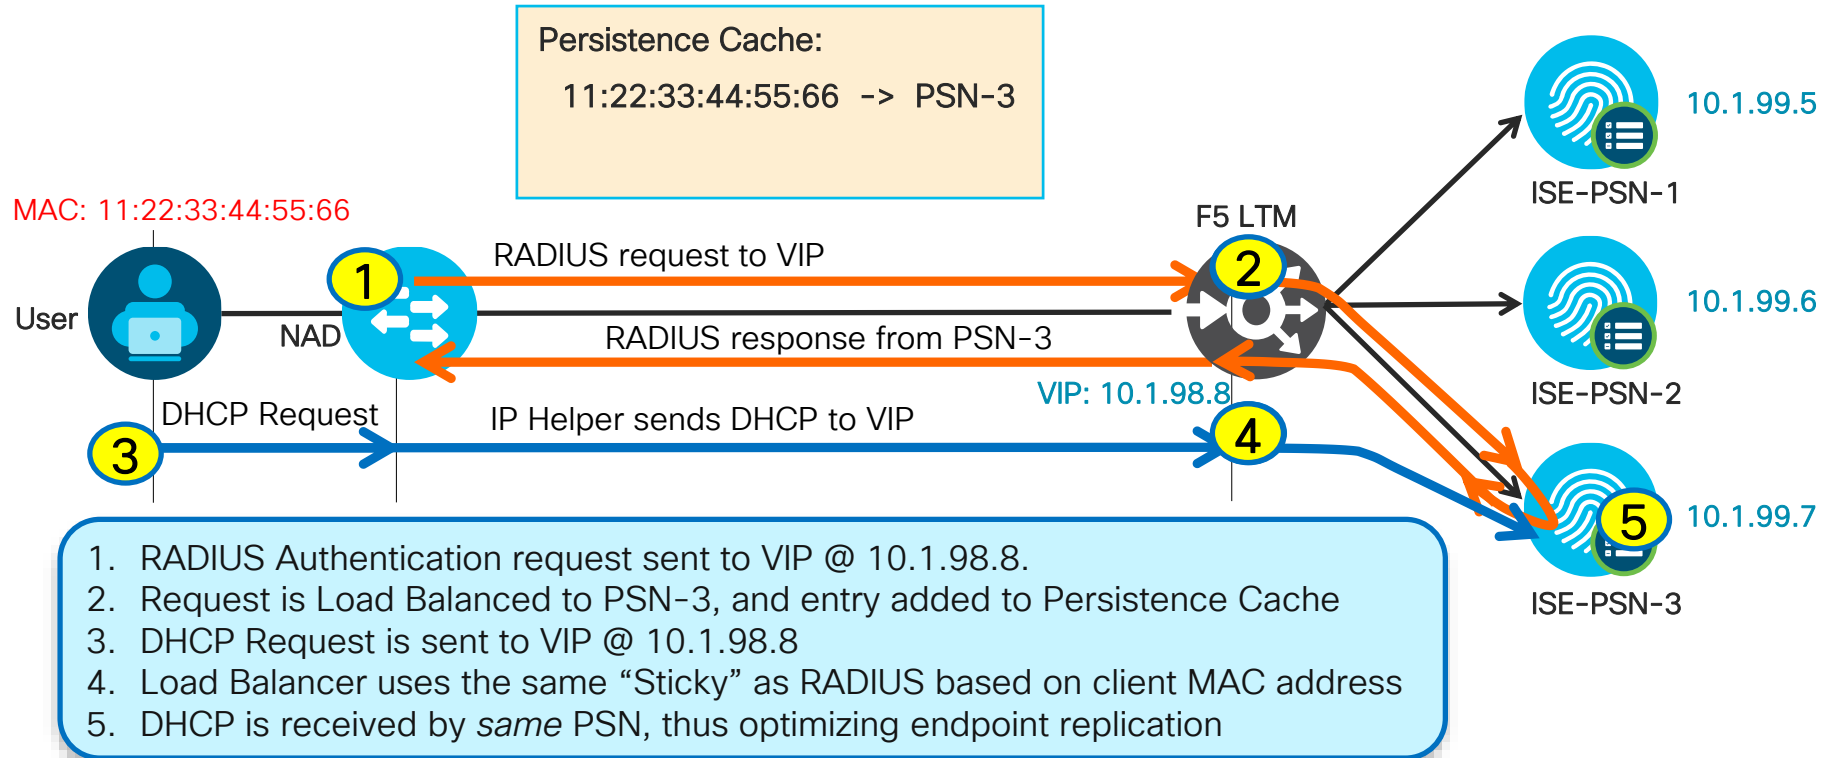 Persistence Cache:
11:22:33:44:55:66 -> PSN-3
10.1.99.5
ISE-PSN-1
MAC: 11:22:33:44:55:66
F5 LTM
RADIUS request to VIP
1
2
User
NAD
10.1.99.6
RADIUS response from PSN-3
VIP: 10.1.98.8
ISE-PSN-2
DHCP Request
IP Helper sends DHCP to VIP
3
4
5
10.1.99.7
ISE-PSN-3
1. RADIUS Authentication request sent to VIP @ 10.1.98.8.
2. Request is Load Balanced to PSN-3, and entry added to Persistence Cache
3. DHCP Request is sent to VIP @ 10.1.98.8
4. Load Balancer uses the same “Sticky” as RADIUS based on client MAC address
5. DHCP is received by same PSN, thus optimizing endpoint replication